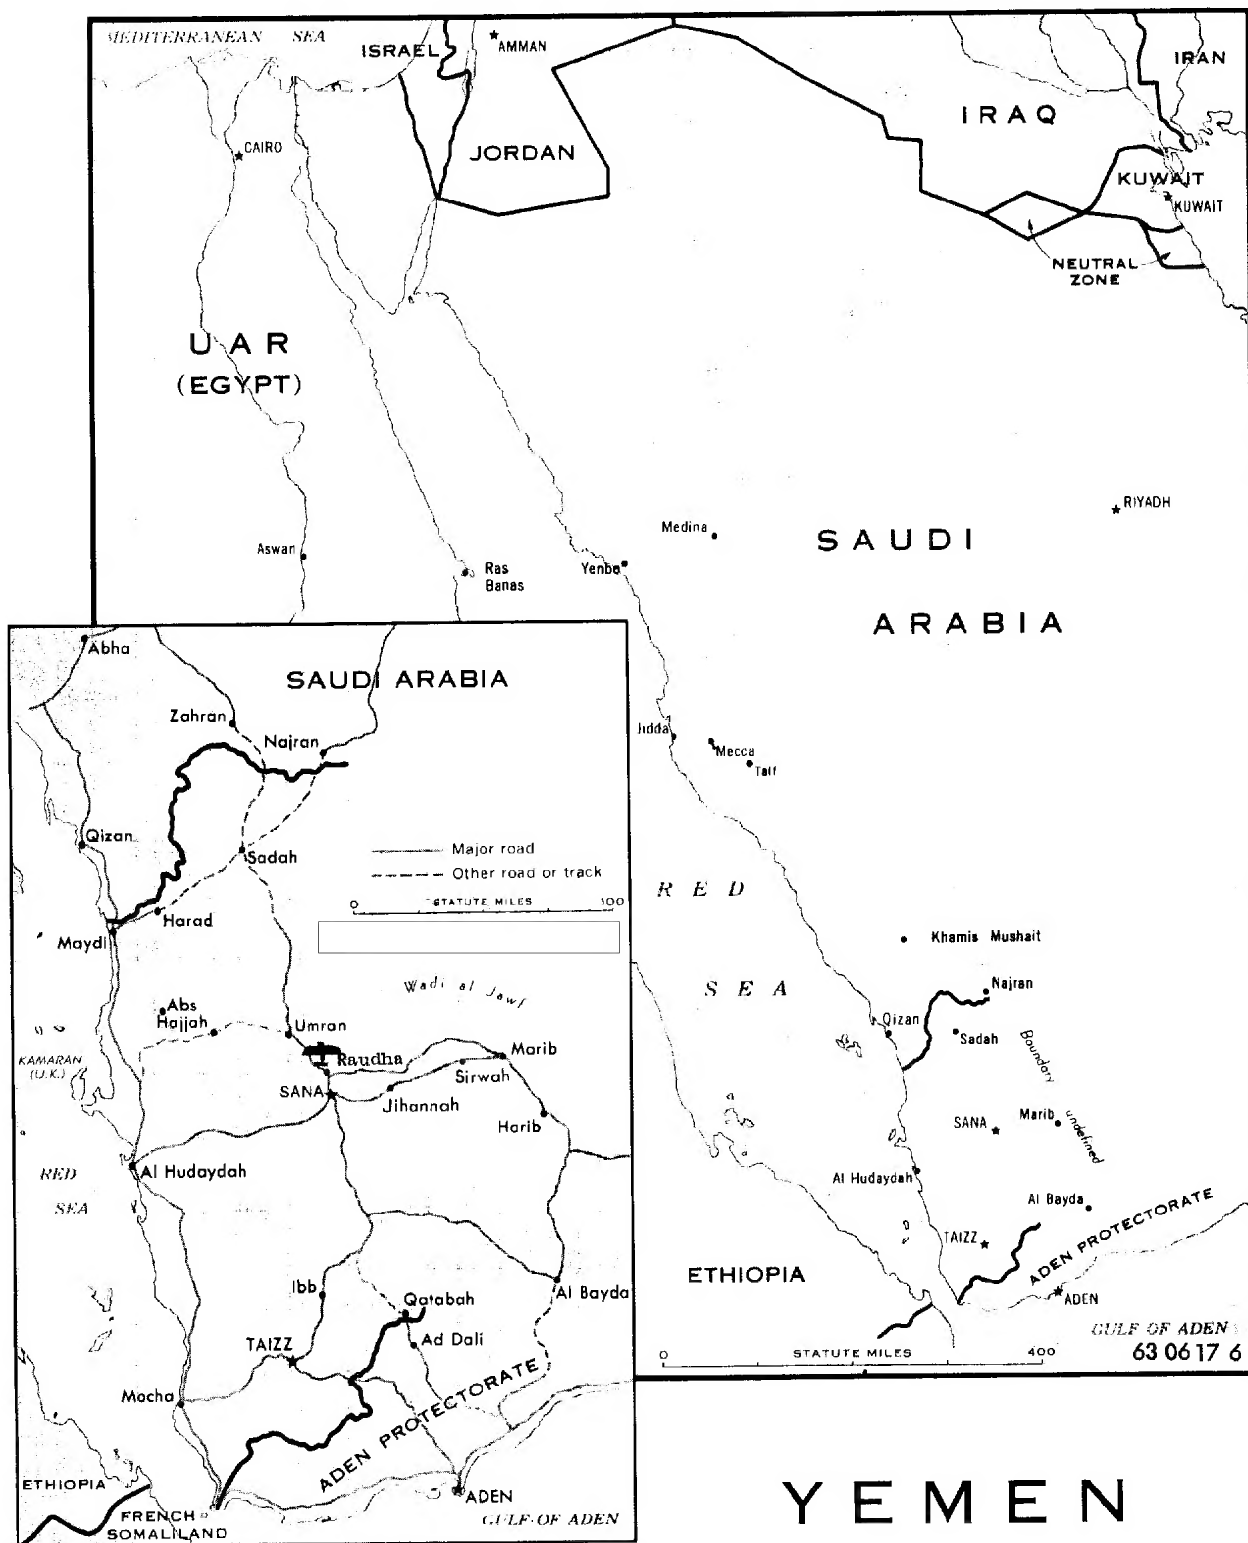 MEDITERRANEAN SEA
ISRAEL
AMMAN
IRAN
IRAQ
CAIRO
JORDAN
KUWAIT
KUWAIT
NEUTRAL
ZONE
UAR
(EGYPT)
RIYADH
Medina
SAUDI
Aswan
Ras
Banas
Yenbo
ARABIA
Jidda
Mecca
Taif
RED
SEA
Khamis Mushait
Najran
Qizan
Sadah
Boundary
undefined
SANA
Marib
Al Hudaydah
Al Bayda
TAIZZ
ADEN PROTECTORATE
ETHIOPIA
ADEN
GULF OF ADEN
0 STATUTE MILES 400
63 06 17 6
Abha
SAUDI ARABIA
Zahran
Najran
Qizan
Sadah
Major road
Other road or track
0 STATUTE MILES 100
Harad
Maydi
Wadi al Jawf
Abs
Hajjah
Umran
KAMARAN
(U.K.)
Raudha
Marib
Sirwah
SANA
Jihannah
Harib
Al Hudaydah
RED
SEA
Ibb
Qatabah
Al Bayda
TAIZZ
Ad Dali
Mocha
ADEN PROTECTORATE
ETHIOPIA
ADEN
FRENCH
SOMALILAND
GULF OF ADEN
YEMEN